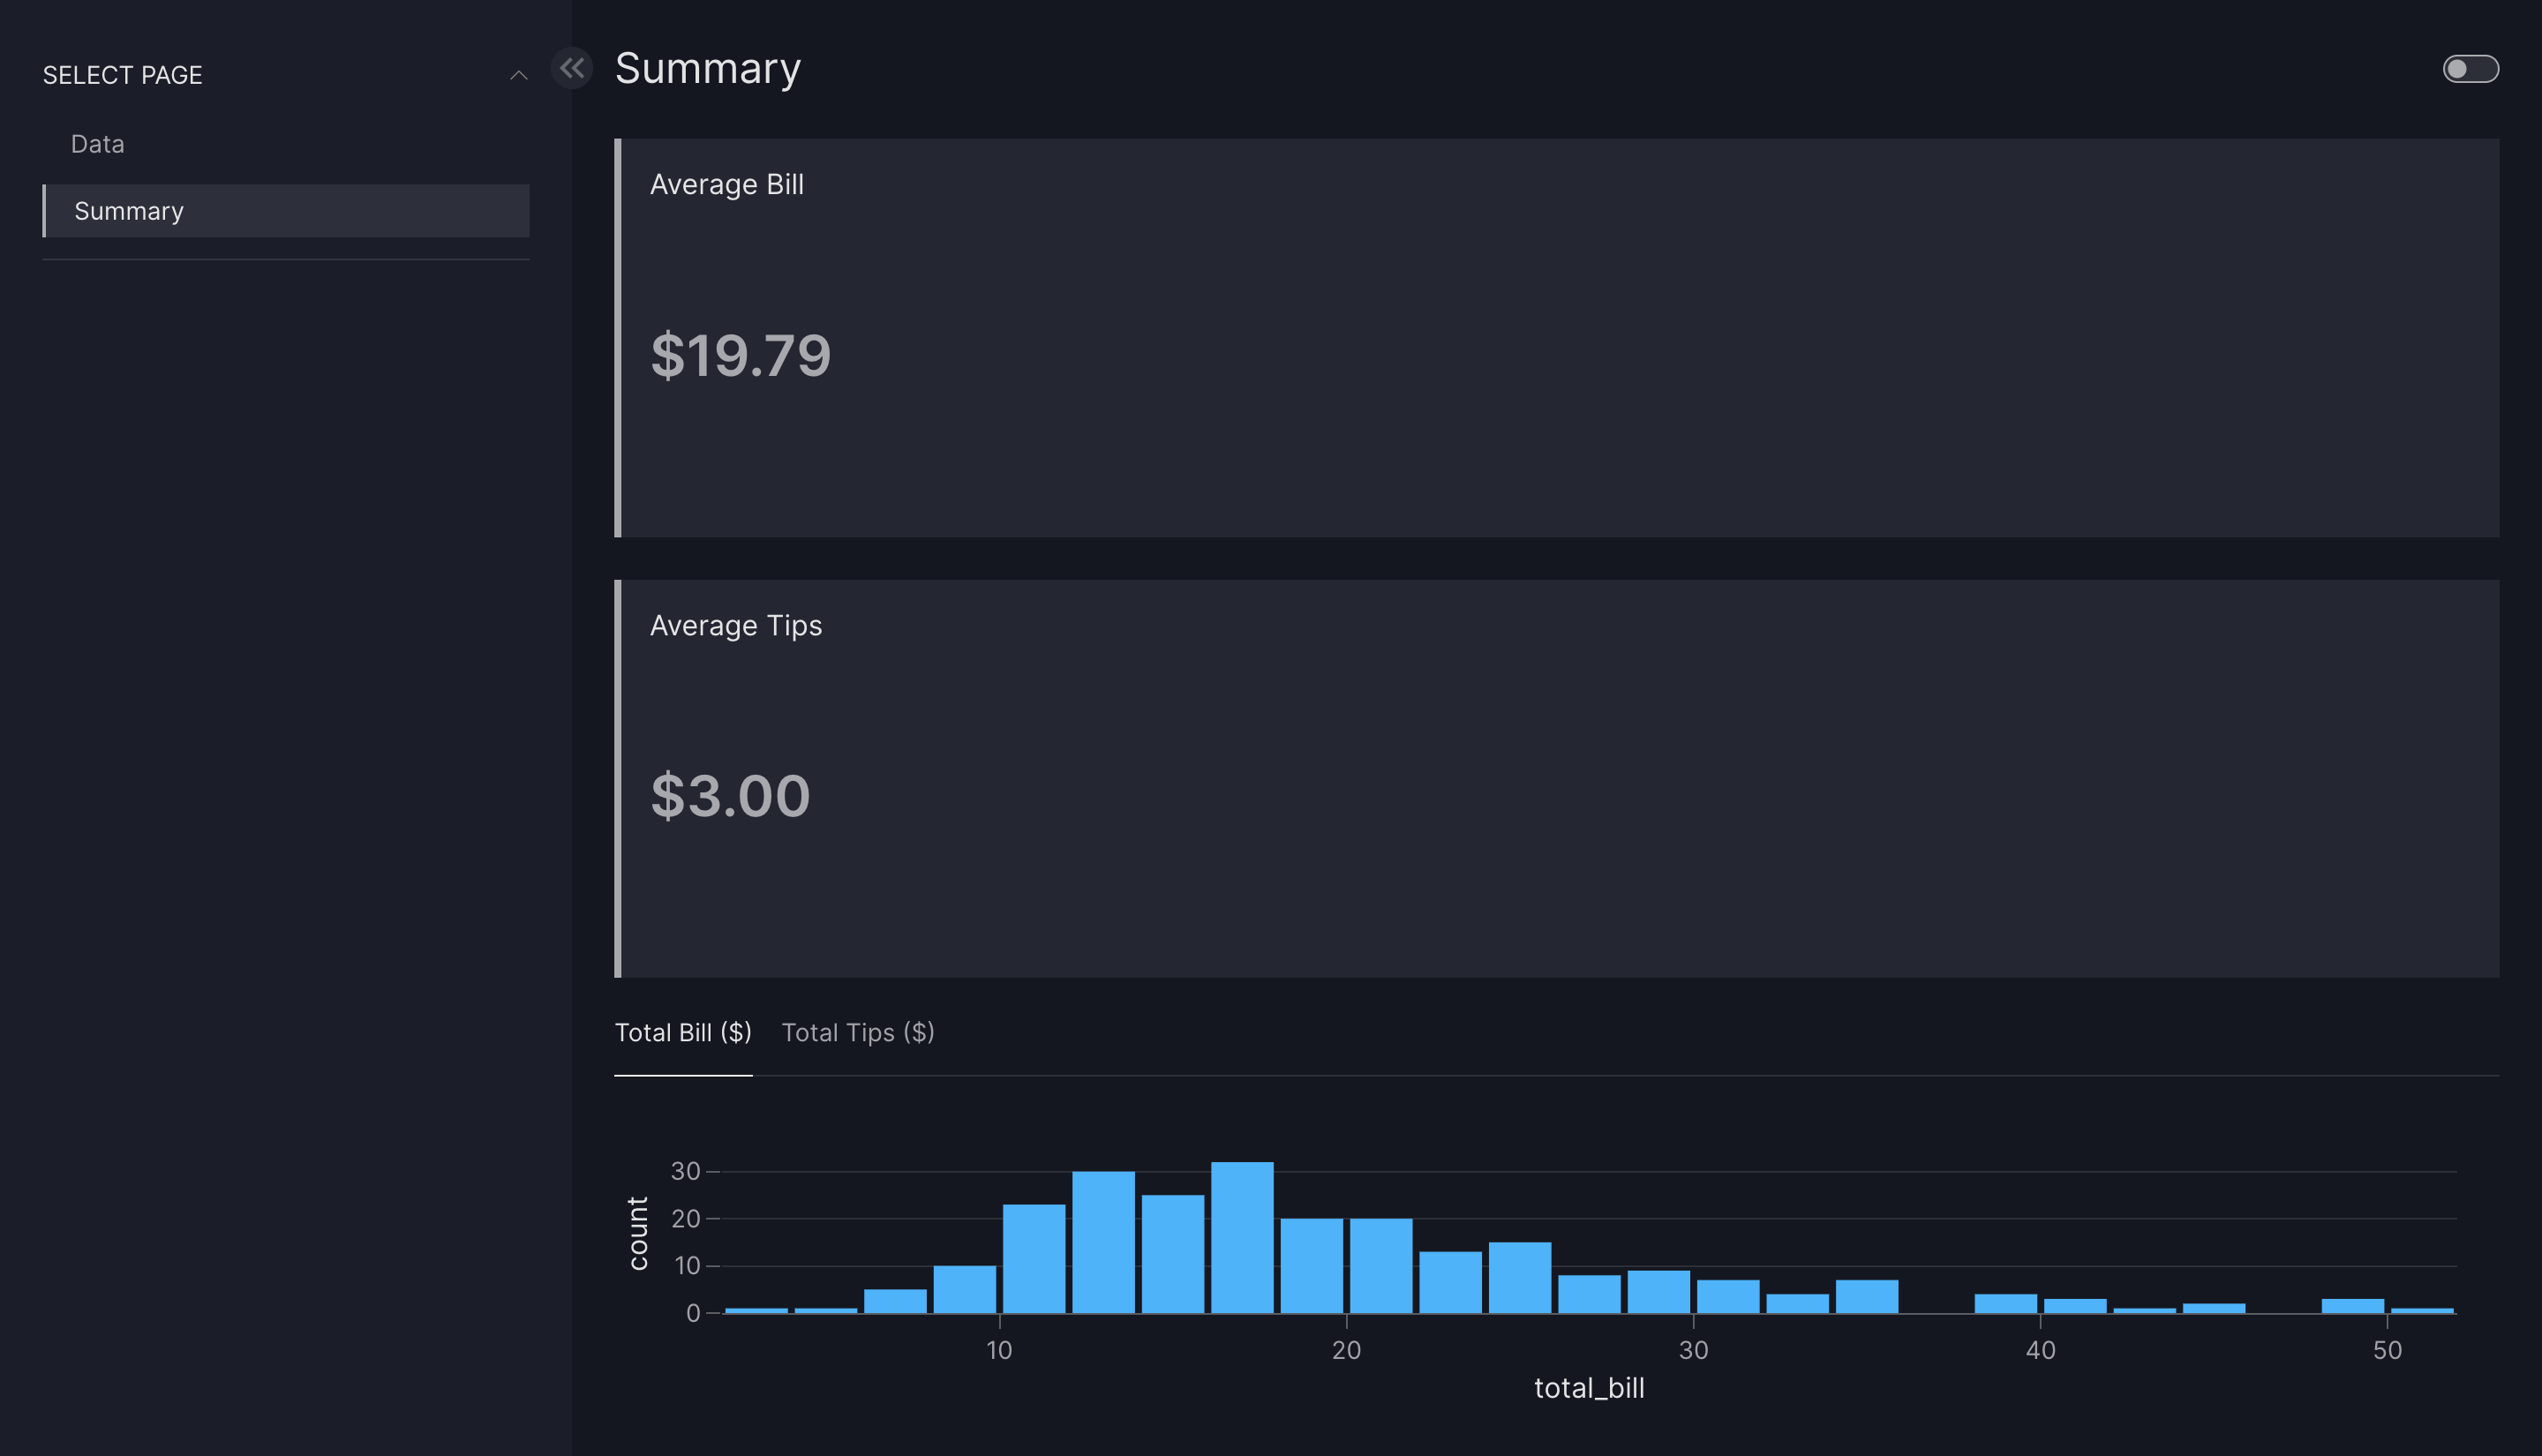 SELECT PAGE
Data
Summary
Summary
Average Bill
$19.79
Average Tips
$3.00
Total Bill ($) Total Tips ($)
30
20
10
0
count
10 20 30 40 50
total_bill